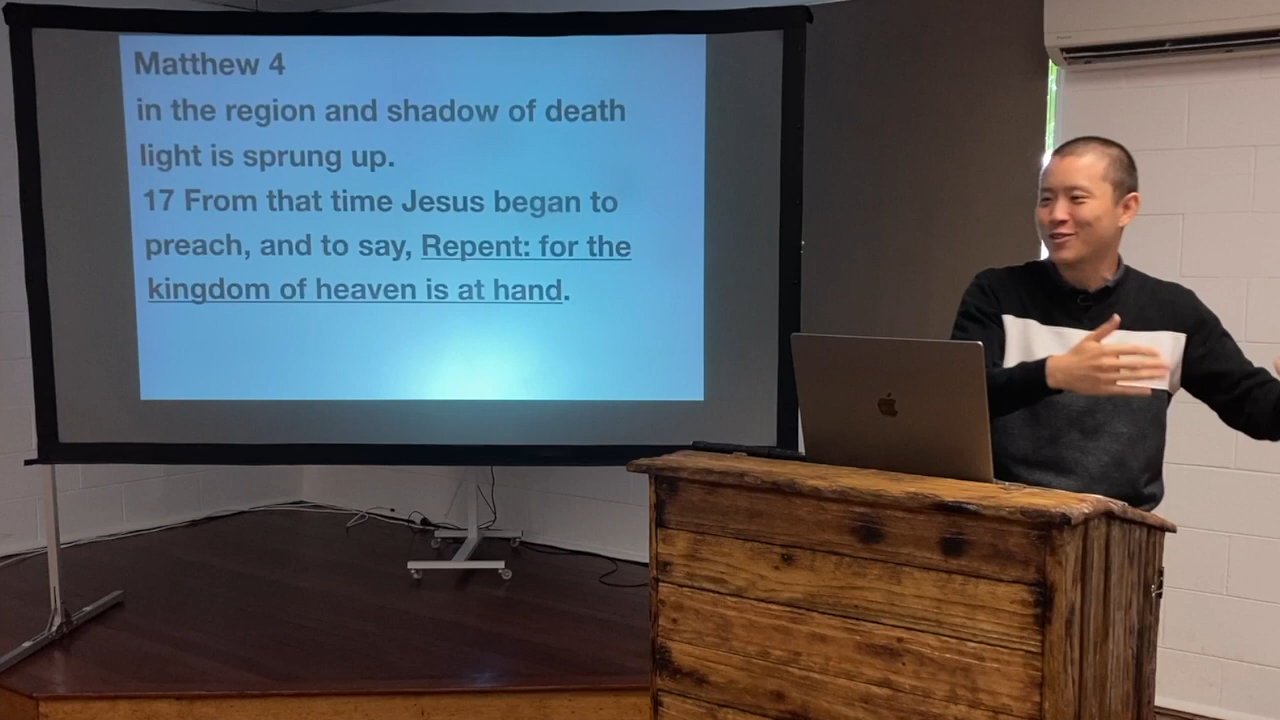 Matthew 4
in the region and shadow of death
light is sprung up.
17 From that time Jesus began to
preach, and to say, Repent: for the
kingdom of heaven is at hand.